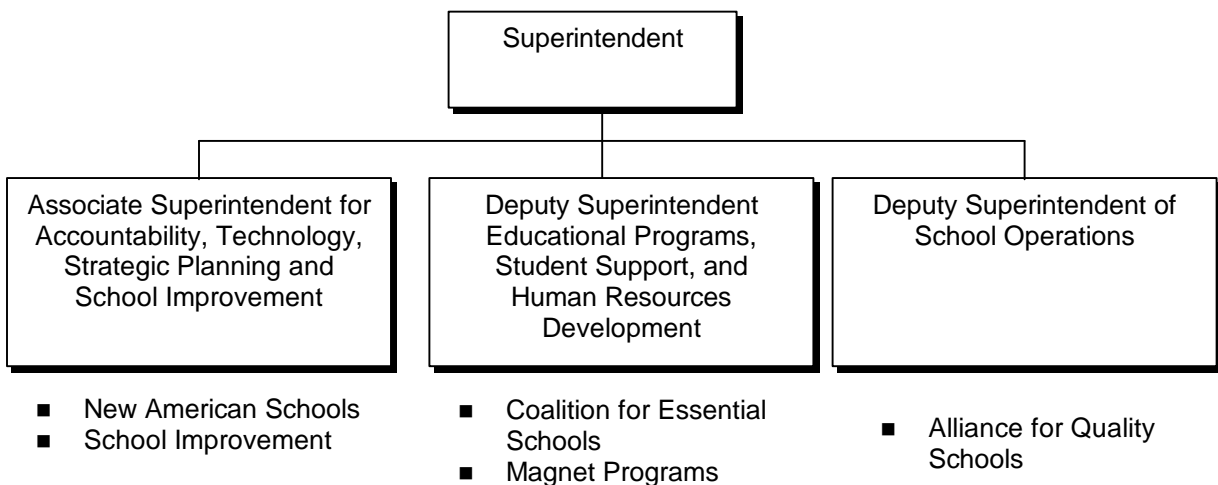 Superintendent
Associate Superintendent for
Accountability, Technology,
Strategic Planning and
School Improvement
Deputy Superintendent
Educational Programs,
Student Support, and
Human Resources
Development
Deputy Superintendent of
School Operations
■ New American Schools
■ School Improvement
■ Coalition for Essential
Schools
■ Magnet Programs
■ Alliance for Quality
Schools